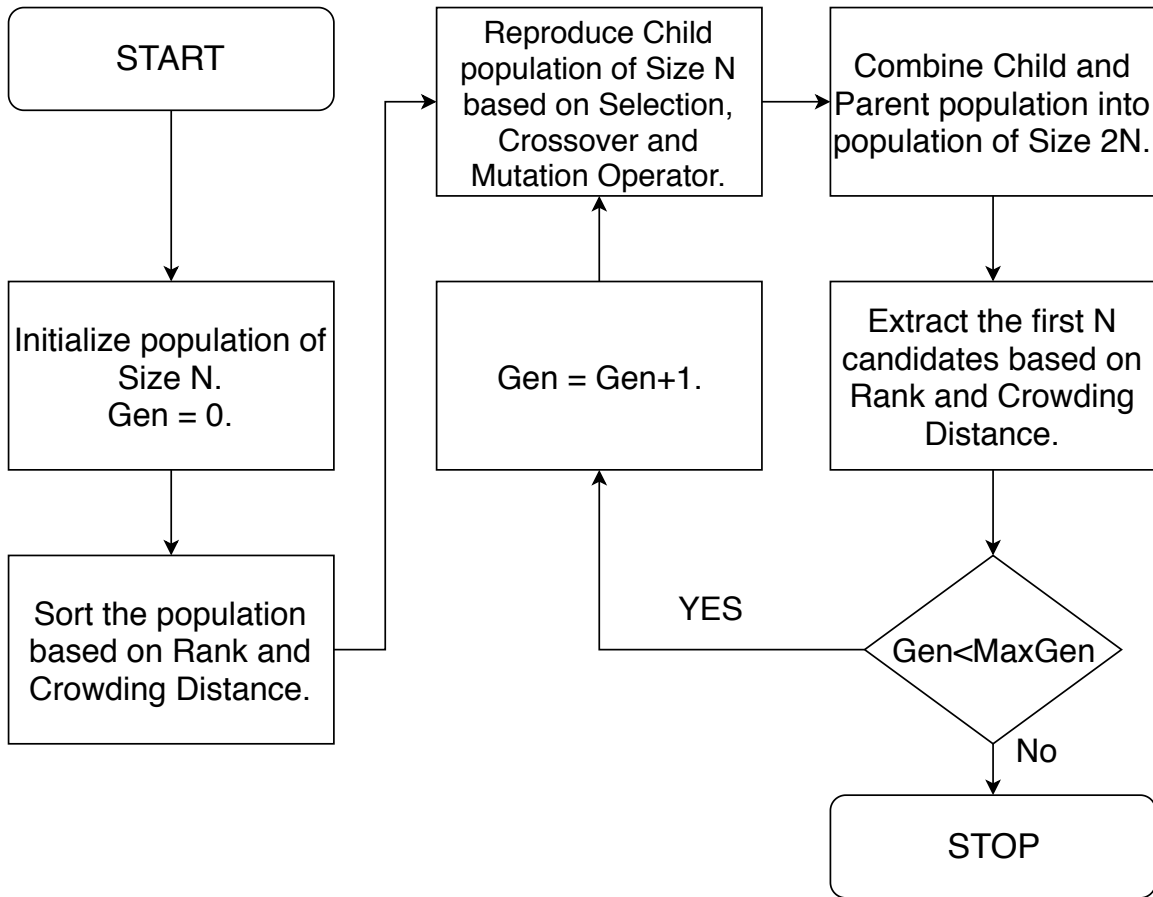 START
Initialize population of
Size N.
Gen = 0.
Sort the population
based on Rank and
Crowding Distance.
Reproduce Child
population of Size N
based on Selection,
Crossover and
Mutation Operator.
Gen = Gen+1.
Combine Child and
Parent population into
population of Size 2N.
Extract the first N
candidates based on
Rank and Crowding
Distance.
Gen<MaxGen
YES
No
STOP